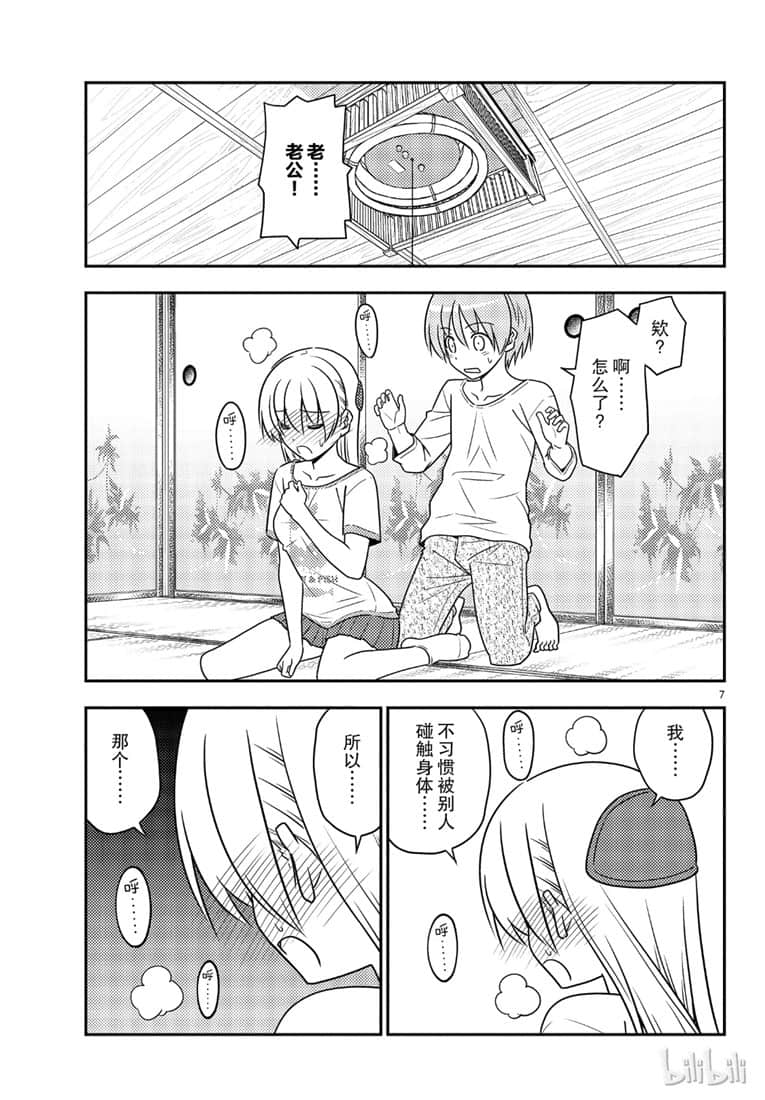 老……
老公！
欸？
啊……
怎么了？
呼……
呼……
7
我……
呼……
不习惯被别人
碰触身体……
呼……
所以……
那个……
呼……
呼……
& FISH
bilibili